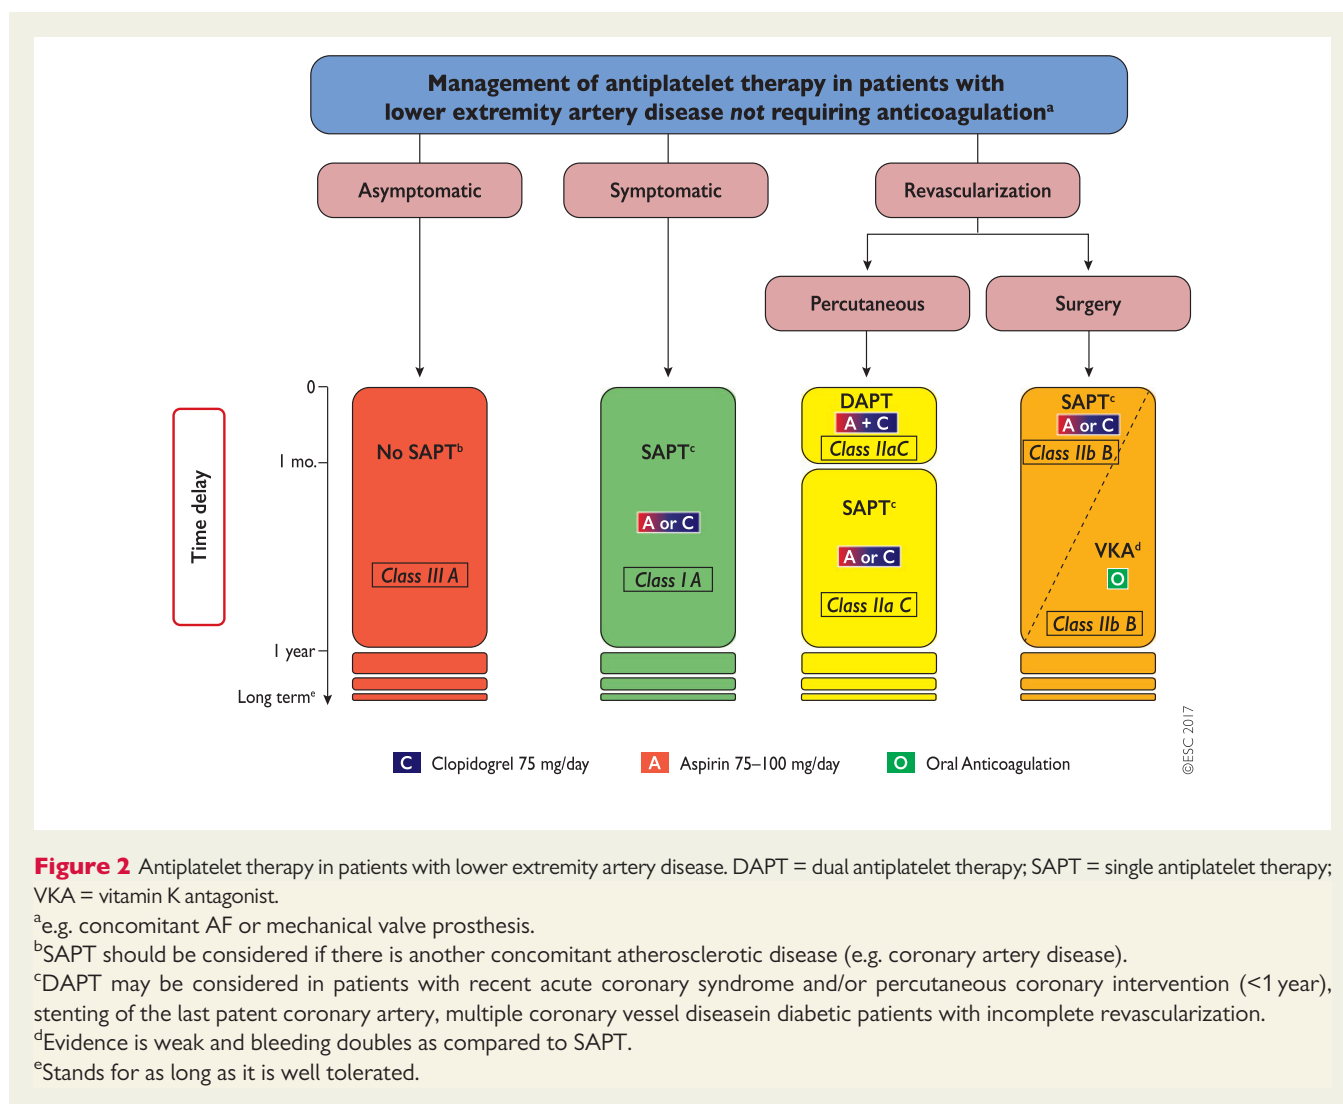 Management of antiplatelet therapy in patients with
lower extremity artery disease not requiring anticoagulationᵃ
Asymptomatic
Symptomatic
Revascularization
Percutaneous
Surgery
Time delay
0
1 mo.
1 year
Long termᵉ
No SAPTᵇ
Class III A
SAPTᶜ
A or C
Class I A
DAPT
A + C
Class IIaC
SAPTᶜ
A or C
Class IIa C
SAPTᶜ
A or C
Class IIb B
VKAᵈ
O
Class IIb B
C Clopidogrel 75 mg/day
A Aspirin 75–100 mg/day
O Oral Anticoagulation
©ESC 2017
Figure 2 Antiplatelet therapy in patients with lower extremity artery disease. DAPT = dual antiplatelet therapy; SAPT = single antiplatelet therapy;
VKA = vitamin K antagonist.
ᵃe.g. concomitant AF or mechanical valve prosthesis.
ᵇSAPT should be considered if there is another concomitant atherosclerotic disease (e.g. coronary artery disease).
ᶜDAPT may be considered in patients with recent acute coronary syndrome and/or percutaneous coronary intervention (<1 year),
stenting of the last patent coronary artery, multiple coronary vessel diseasein diabetic patients with incomplete revascularization.
ᵈEvidence is weak and bleeding doubles as compared to SAPT.
ᵉStands for as long as it is well tolerated.